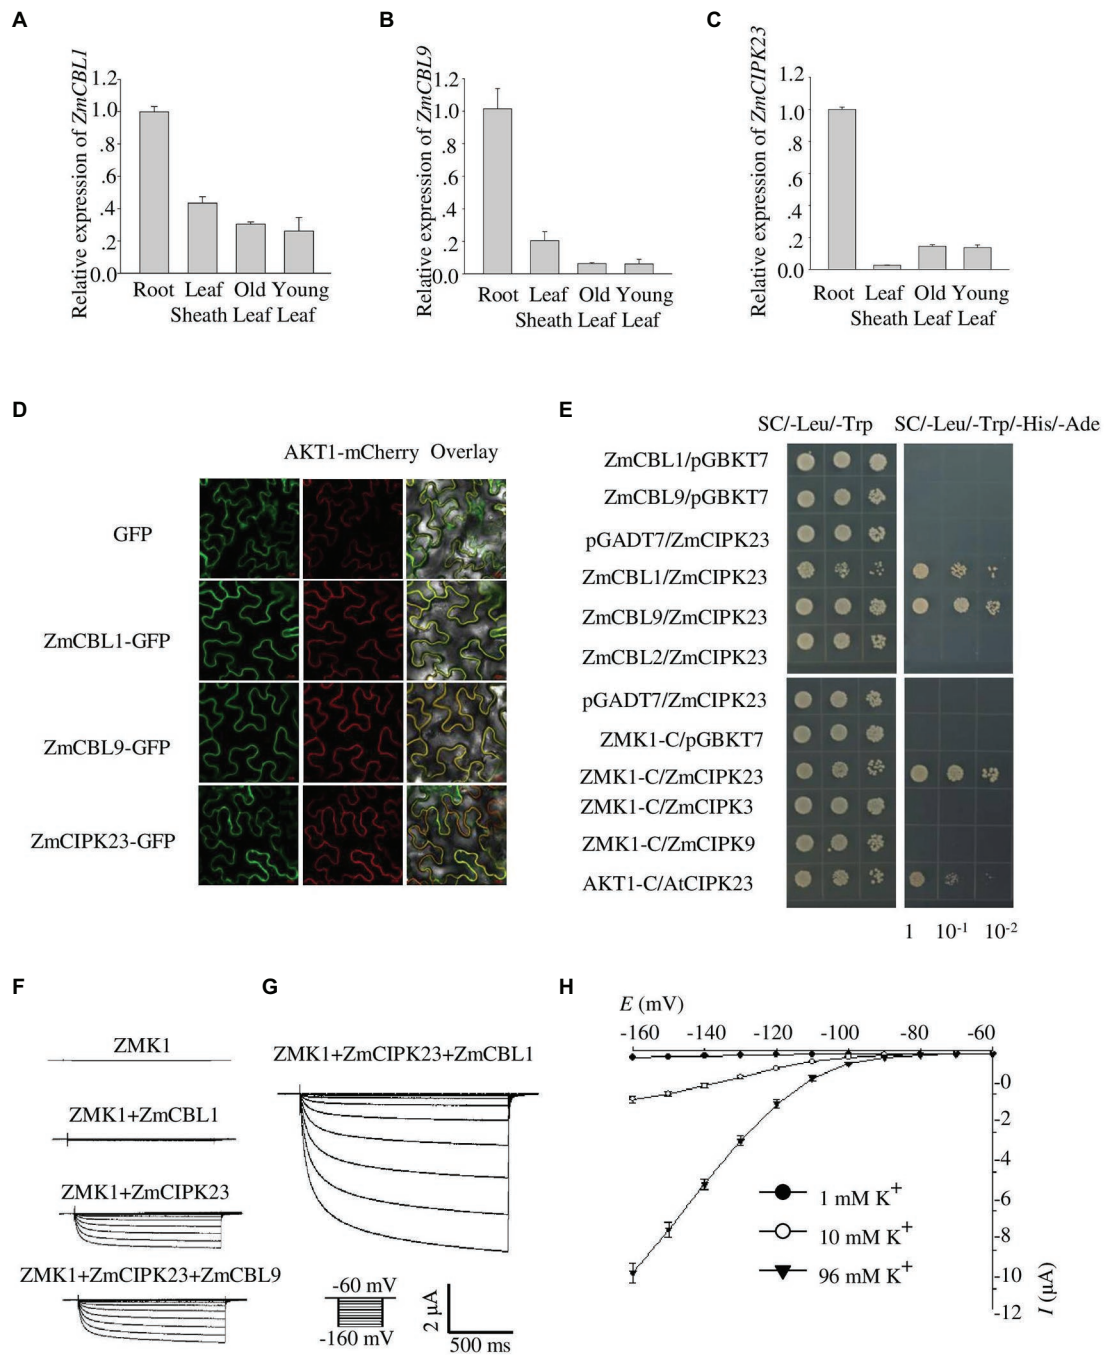 A
Relative expression of ZmCBL1
1.2
1.0
.8
.6
.4
.2
0.0
Root Leaf Old Young
Sheath Leaf Leaf
B
Relative expression of ZmCBL9
1.2
1.0
.8
.6
.4
.2
0.0
Root Leaf Old Young
Sheath Leaf Leaf
C
Relative expression of ZmCIPK23
1.2
1.0
.8
.6
.4
.2
0.0
Root Leaf Old Young
Sheath Leaf Leaf
D
AKT1-mCherry Overlay
GFP
ZmCBL1-GFP
ZmCBL9-GFP
ZmCIPK23-GFP
E
SC/-Leu/-Trp SC/-Leu/-Trp/-His/-Ade
ZmCBL1/pGBKT7
ZmCBL9/pGBKT7
pGADT7/ZmCIPK23
ZmCBL1/ZmCIPK23
ZmCBL9/ZmCIPK23
ZmCBL2/ZmCIPK23
pGADT7/ZmCIPK23
ZMK1-C/pGBKT7
ZMK1-C/ZmCIPK23
ZMK1-C/ZmCIPK3
ZMK1-C/ZmCIPK9
AKT1-C/AtCIPK23
1 10⁻¹ 10⁻²
F
ZMK1
ZMK1+ZmCBL1
ZMK1+ZmCIPK23
ZMK1+ZmCIPK23+ZmCBL9
G
ZMK1+ZmCIPK23+ZmCBL1
-60 mV
-160 mV
2 μA
500 ms
H
E (mV)
-160 -140 -120 -100 -80 -60
-0
-2
-4
-6
-8
-10
-12
I (μA)
1 mM K⁺
10 mM K⁺
96 mM K⁺